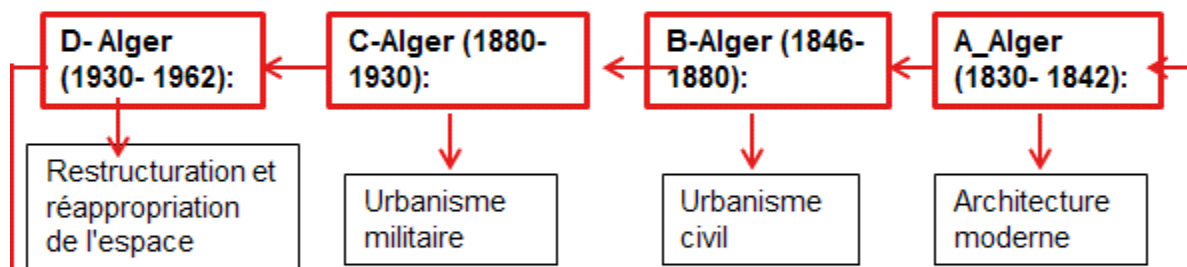 D- Alger
(1930- 1962):
C-Alger (1880-
1930):
B-Alger (1846-
1880):
A_Alger
(1830- 1842):
Restructuration et
réappropriation
de l'espace
Urbanisme
militaire
Urbanisme
civil
Architecture
moderne